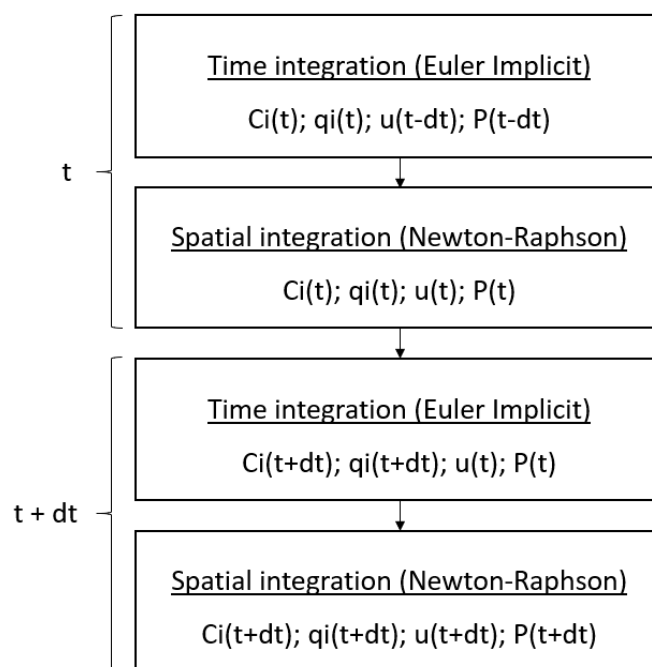 Time integration (Euler Implicit)
Ci(t); qi(t); u(t-dt); P(t-dt)
t
Spatial integration (Newton-Raphson)
Ci(t); qi(t); u(t); P(t)
Time integration (Euler Implicit)
Ci(t+dt); qi(t+dt); u(t); P(t)
t + dt
Spatial integration (Newton-Raphson)
Ci(t+dt); qi(t+dt); u(t+dt); P(t+dt)